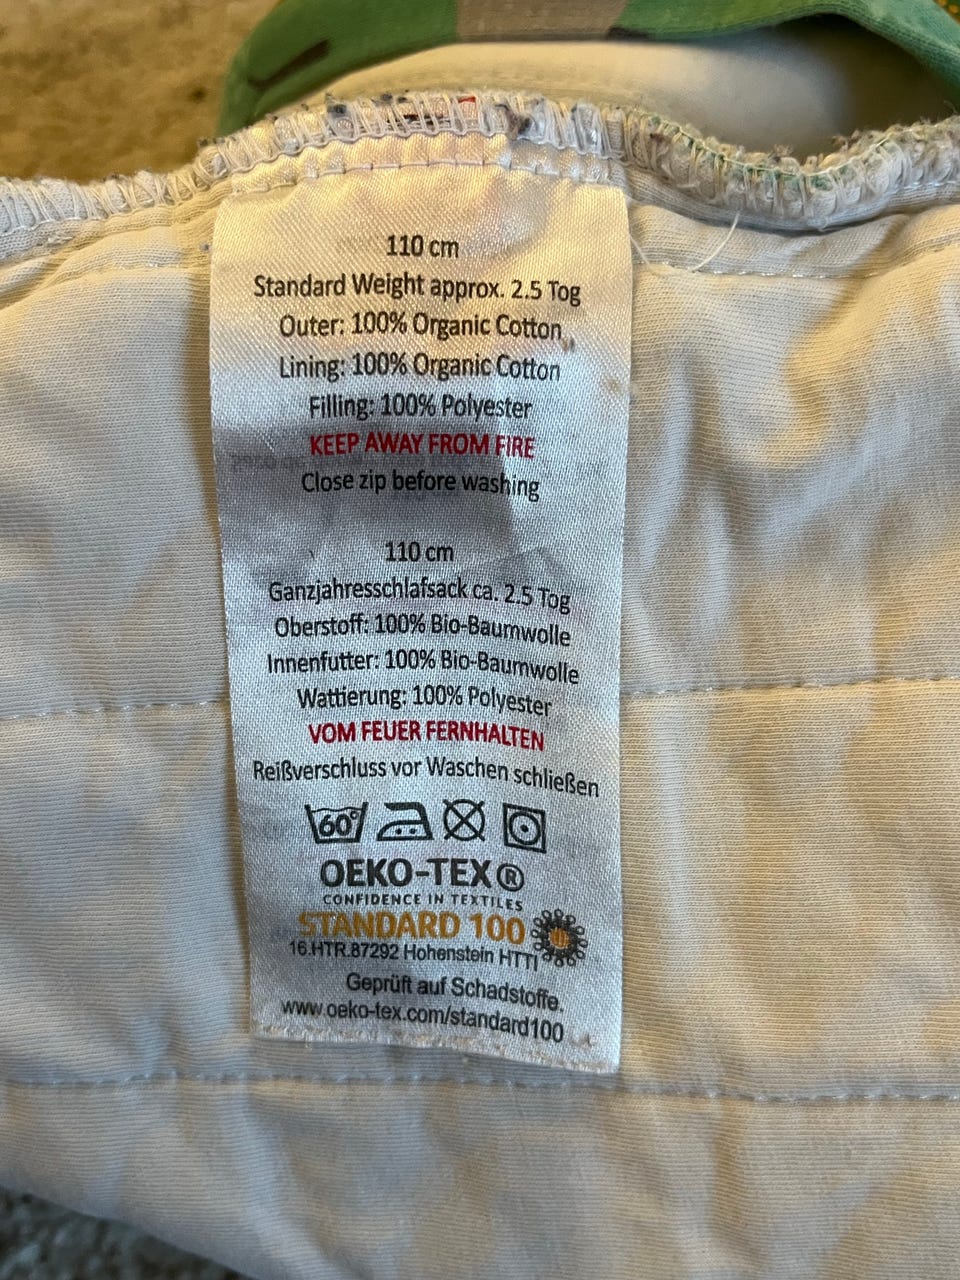 110 cm
Standard Weight approx. 2.5 Tog
Outer: 100% Organic Cotton
Lining: 100% Organic Cotton
Filling: 100% Polyester
KEEP AWAY FROM FIRE
Close zip before washing
110 cm
Ganzjahresschlafsack ca. 2.5 Tog
Oberstoff: 100% Bio-Baumwolle
Innenfutter: 100% Bio-Baumwolle
Wattierung: 100% Polyester
VOM FEUER FERNHALTEN
Reißverschluss vor Waschen schließen
60°
OEKO-TEX®
CONFIDENCE IN TEXTILES
STANDARD 100
16.HTR.87292 Hohenstein HTTI
Geprüft auf Schadstoffe.
www.oeko-tex.com/standard100